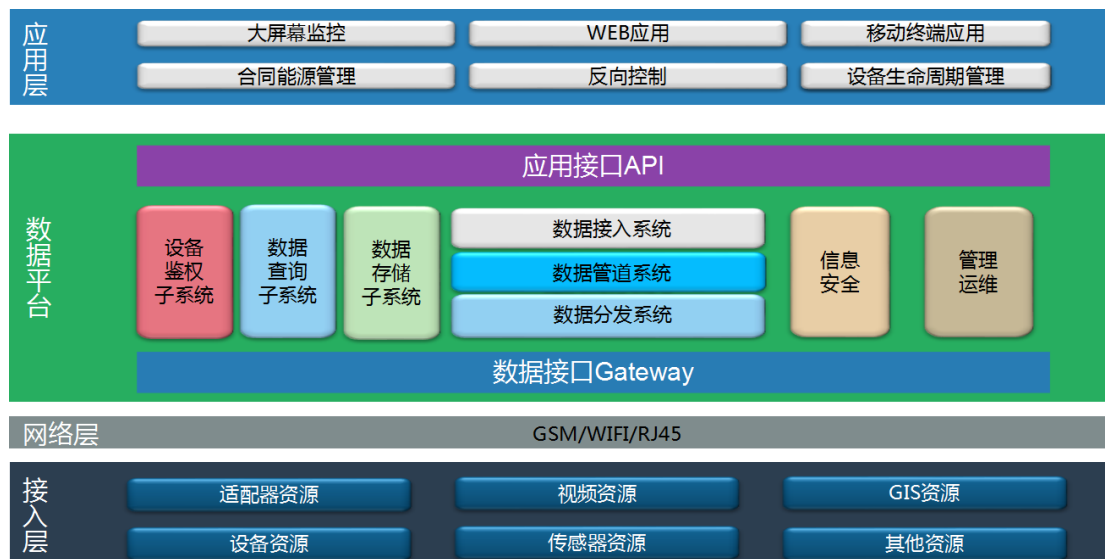 应用层
大屏幕监控
WEB应用
移动终端应用
合同能源管理
反向控制
设备生命周期管理
数据平台
应用接口API
设备
鉴权
子系统
数据
查询
子系统
数据
存储
子系统
数据接入系统
数据管道系统
数据分发系统
信息
安全
管理
运维
数据接口Gateway
网络层
GSM/WIFI/RJ45
接入层
适配器资源
视频资源
GIS资源
设备资源
传感器资源
其他资源